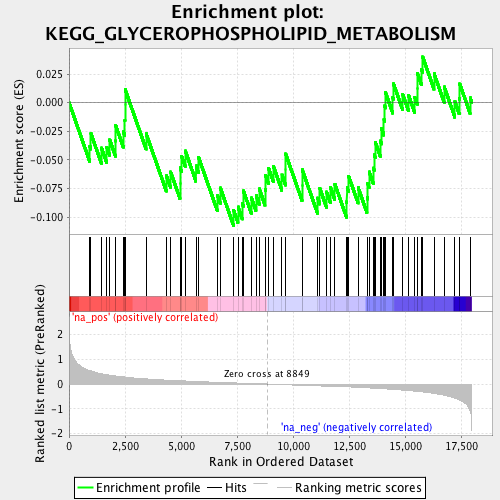 Enrichment plot:
KEGG_GLYCEROPHOSPHOLIPID_METABOLISM
Enrichment score (ES)
0.025
0.000
-0.025
-0.050
-0.075
-0.100
'na_pos' (positively correlated)
Ranked list metric (PreRanked)
2
1
0
-1
-2
Zero cross at 8849
'na_neg' (negatively correlated)
0
2,500
5,000
7,500
10,000
12,500
15,000
17,500
Rank in Ordered Dataset
Enrichment profile
Hits
Ranking metric scores